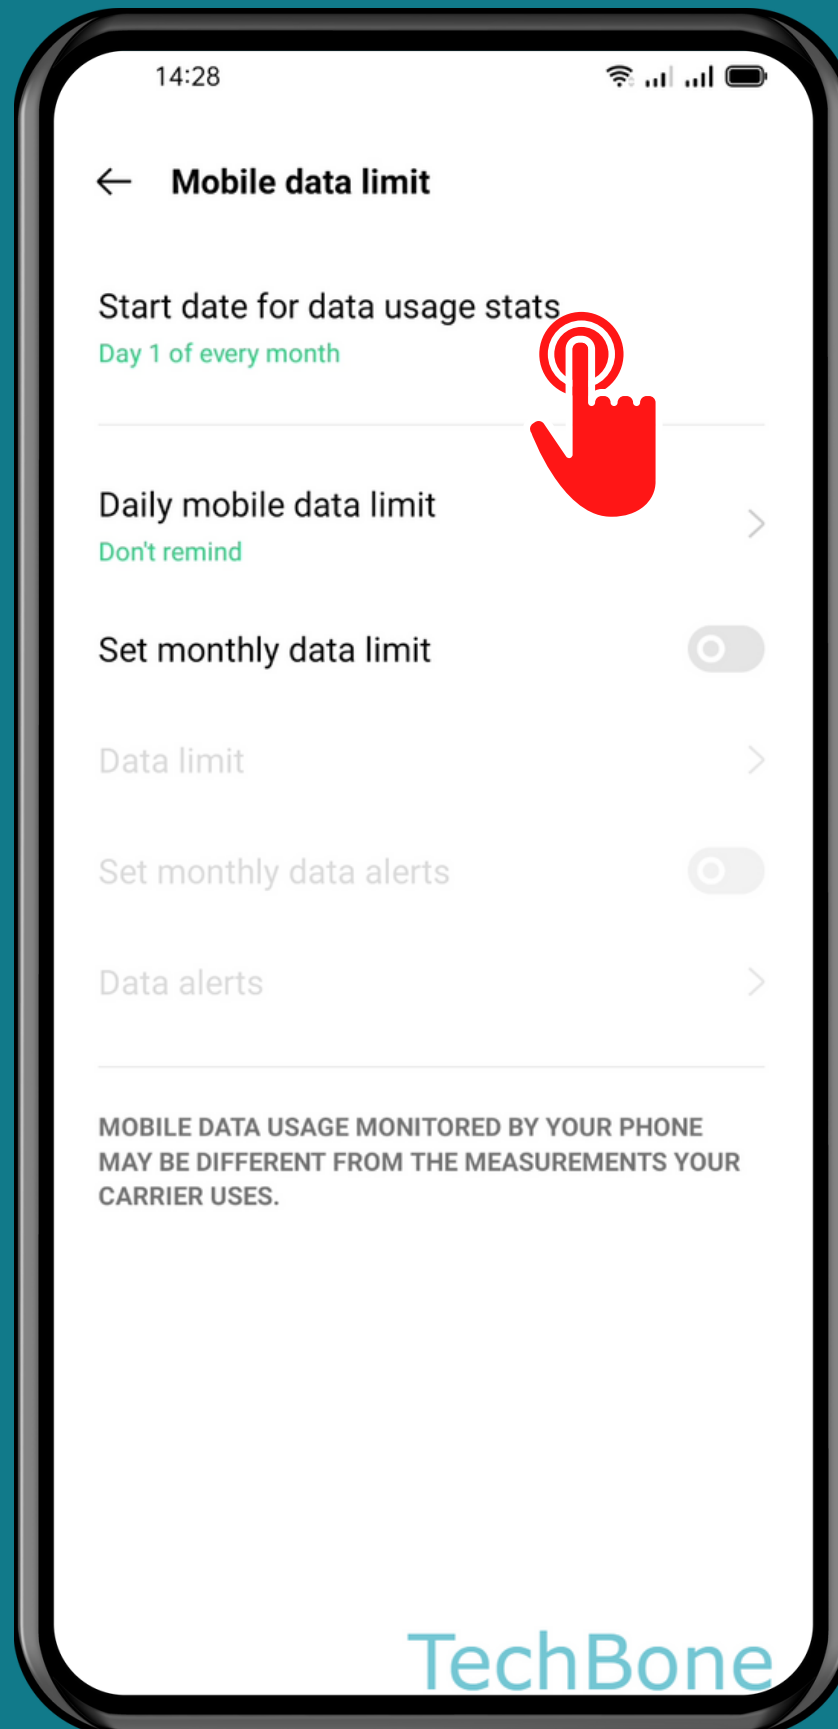 14:28
Mobile data limit
Start date for data usage stats
Day 1 of every month
Daily mobile data limit
Don't remind
Set monthly data limit
Data limit
Set monthly data alerts
Data alerts
MOBILE DATA USAGE MONITORED BY YOUR PHONE
MAY BE DIFFERENT FROM THE MEASUREMENTS YOUR
CARRIER USES.
TechBone